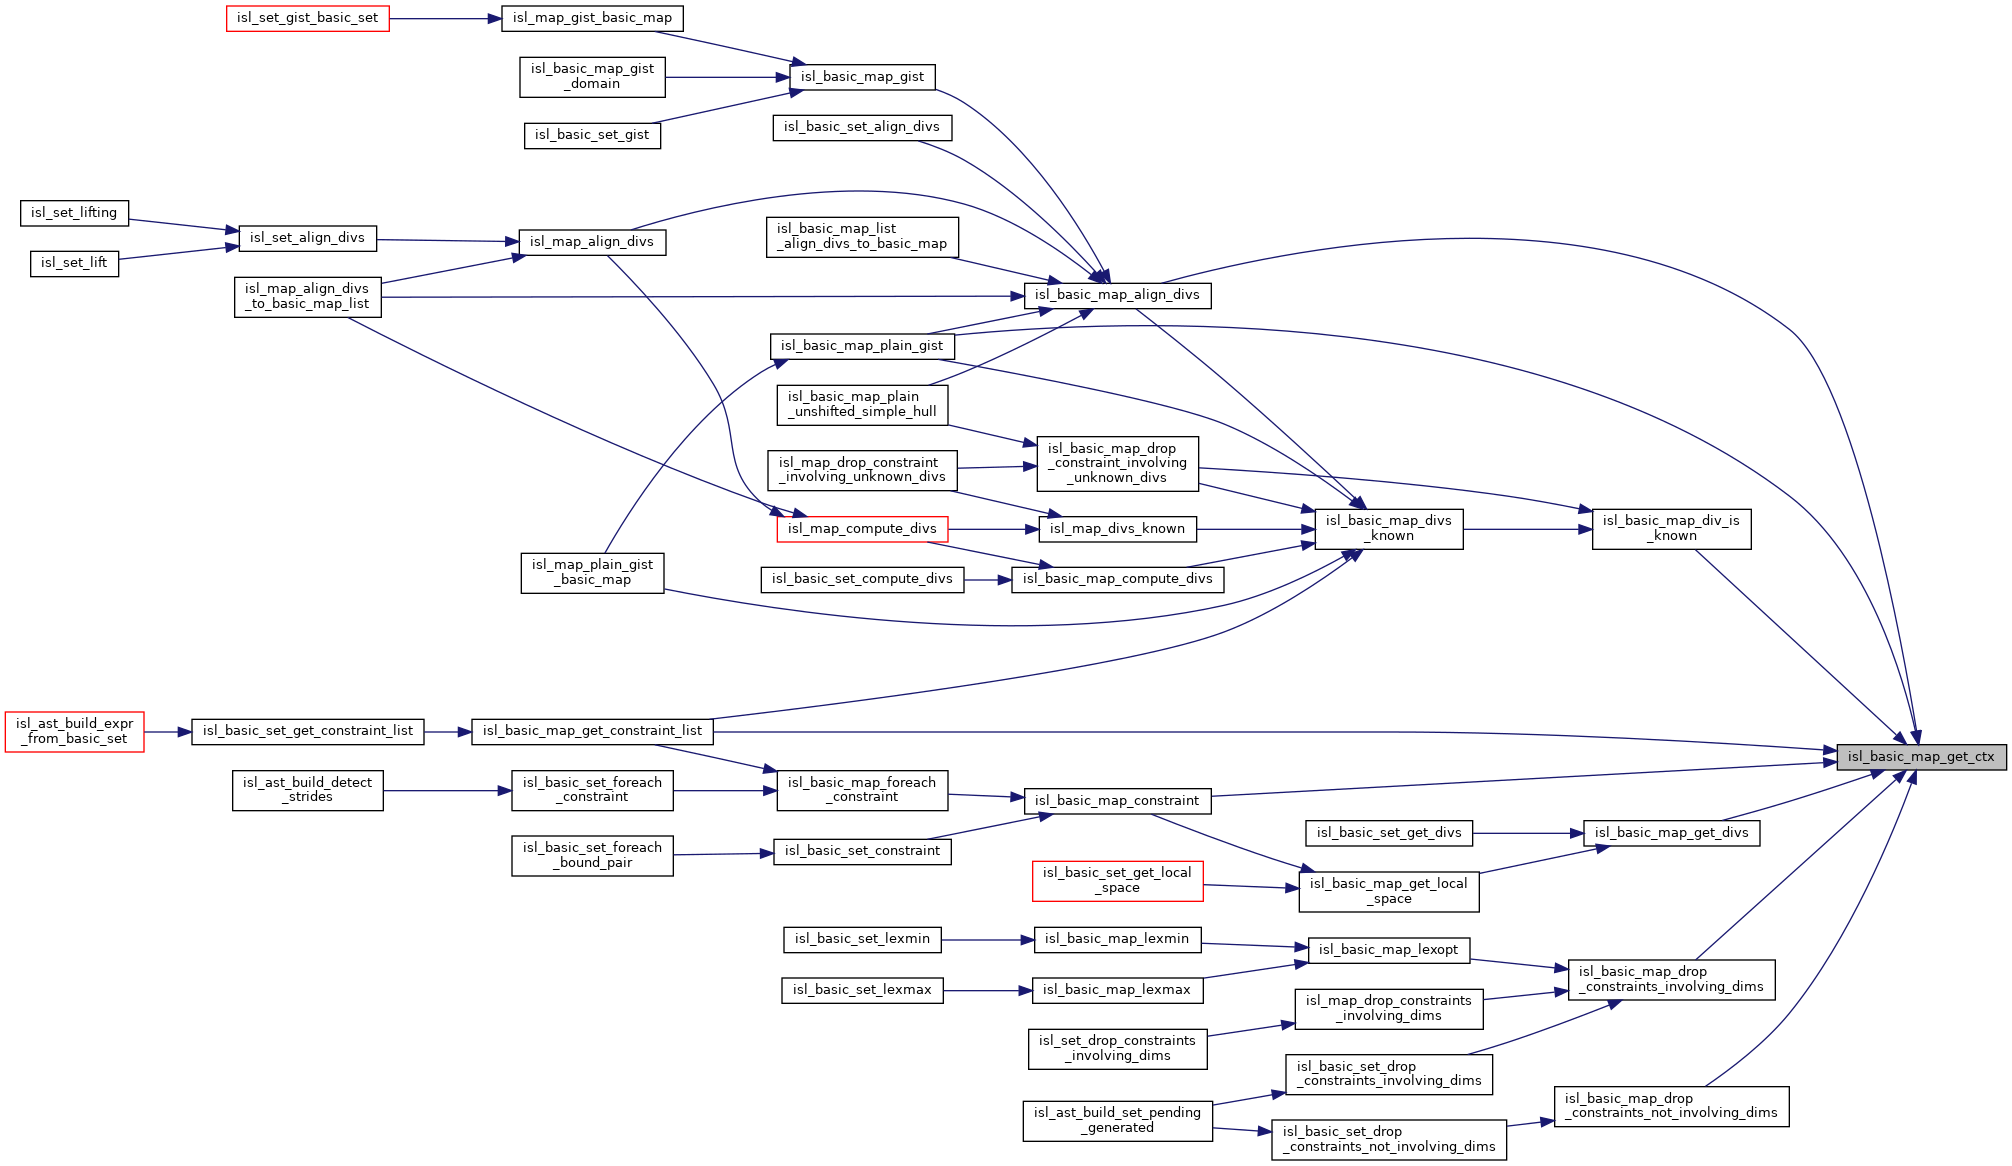 isl_set_gist_basic_set
isl_map_gist_basic_map
isl_basic_map_gist
_domain
isl_basic_map_gist
isl_basic_set_gist
isl_basic_set_align_divs
isl_set_lifting
isl_set_lift
isl_set_align_divs
isl_map_align_divs
isl_basic_map_list
_align_divs_to_basic_map
isl_map_align_divs
_to_basic_map_list
isl_basic_map_align_divs
isl_basic_map_plain_gist
isl_basic_map_plain
_unshifted_simple_hull
isl_map_drop_constraint
_involving_unknown_divs
isl_basic_map_drop
_constraint_involving
_unknown_divs
isl_map_compute_divs
isl_map_divs_known
isl_basic_map_divs
_known
isl_basic_map_div_is
_known
isl_map_plain_gist
_basic_map
isl_basic_set_compute_divs
isl_basic_map_compute_divs
isl_ast_build_expr
_from_basic_set
isl_basic_set_get_constraint_list
isl_basic_map_get_constraint_list
isl_basic_map_get_ctx
isl_ast_build_detect
_strides
isl_basic_set_foreach
_constraint
isl_basic_map_foreach
_constraint
isl_basic_map_constraint
isl_basic_set_foreach
_bound_pair
isl_basic_set_constraint
isl_basic_set_get_divs
isl_basic_map_get_divs
isl_basic_set_get_local
_space
isl_basic_map_get_local
_space
isl_basic_set_lexmin
isl_basic_map_lexmin
isl_basic_map_lexopt
isl_basic_set_lexmax
isl_basic_map_lexmax
isl_basic_map_drop
_constraints_involving_dims
isl_map_drop_constraints
_involving_dims
isl_set_drop_constraints
_involving_dims
isl_basic_set_drop
_constraints_involving_dims
isl_ast_build_set_pending
_generated
isl_basic_map_drop
_constraints_not_involving_dims
isl_basic_set_drop
_constraints_not_involving_dims